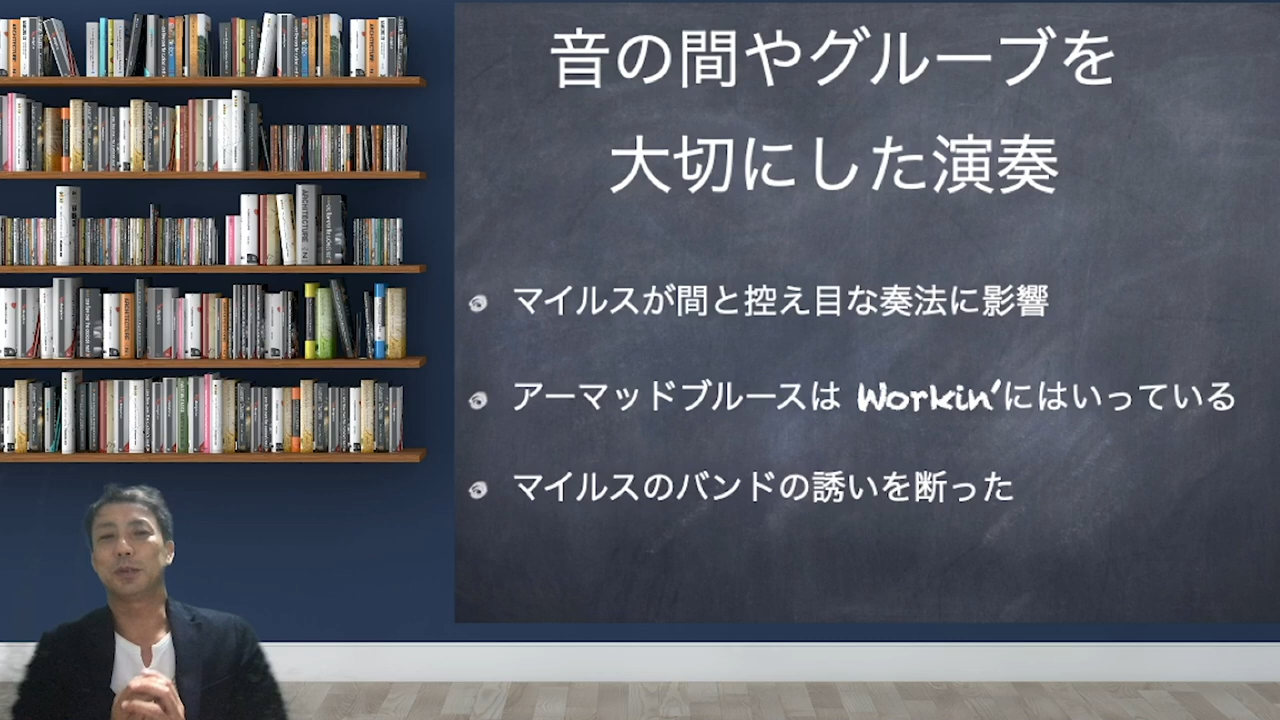 音の間やグルーブを
大切にした演奏
マイルスが間と控え目な奏法に影響
アーマッドブルースは Workin'にはいっている
マイルスのバンドの誘いを断った
ARCHITECTURE